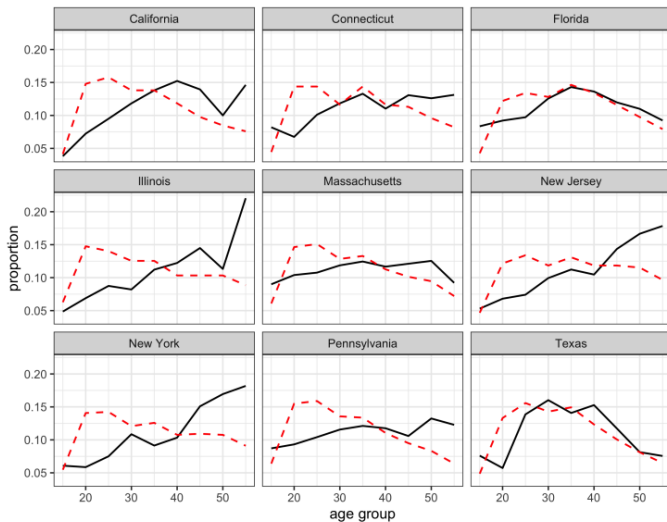 California Connecticut Florida
0.20
0.15
0.10
0.05
Illinois Massachusetts New Jersey
0.20
0.15
0.10
0.05
New York Pennsylvania Texas
0.20
0.15
0.10
0.05
20 30 40 50 20 30 40 50 20 30 40 50
proportion
age group